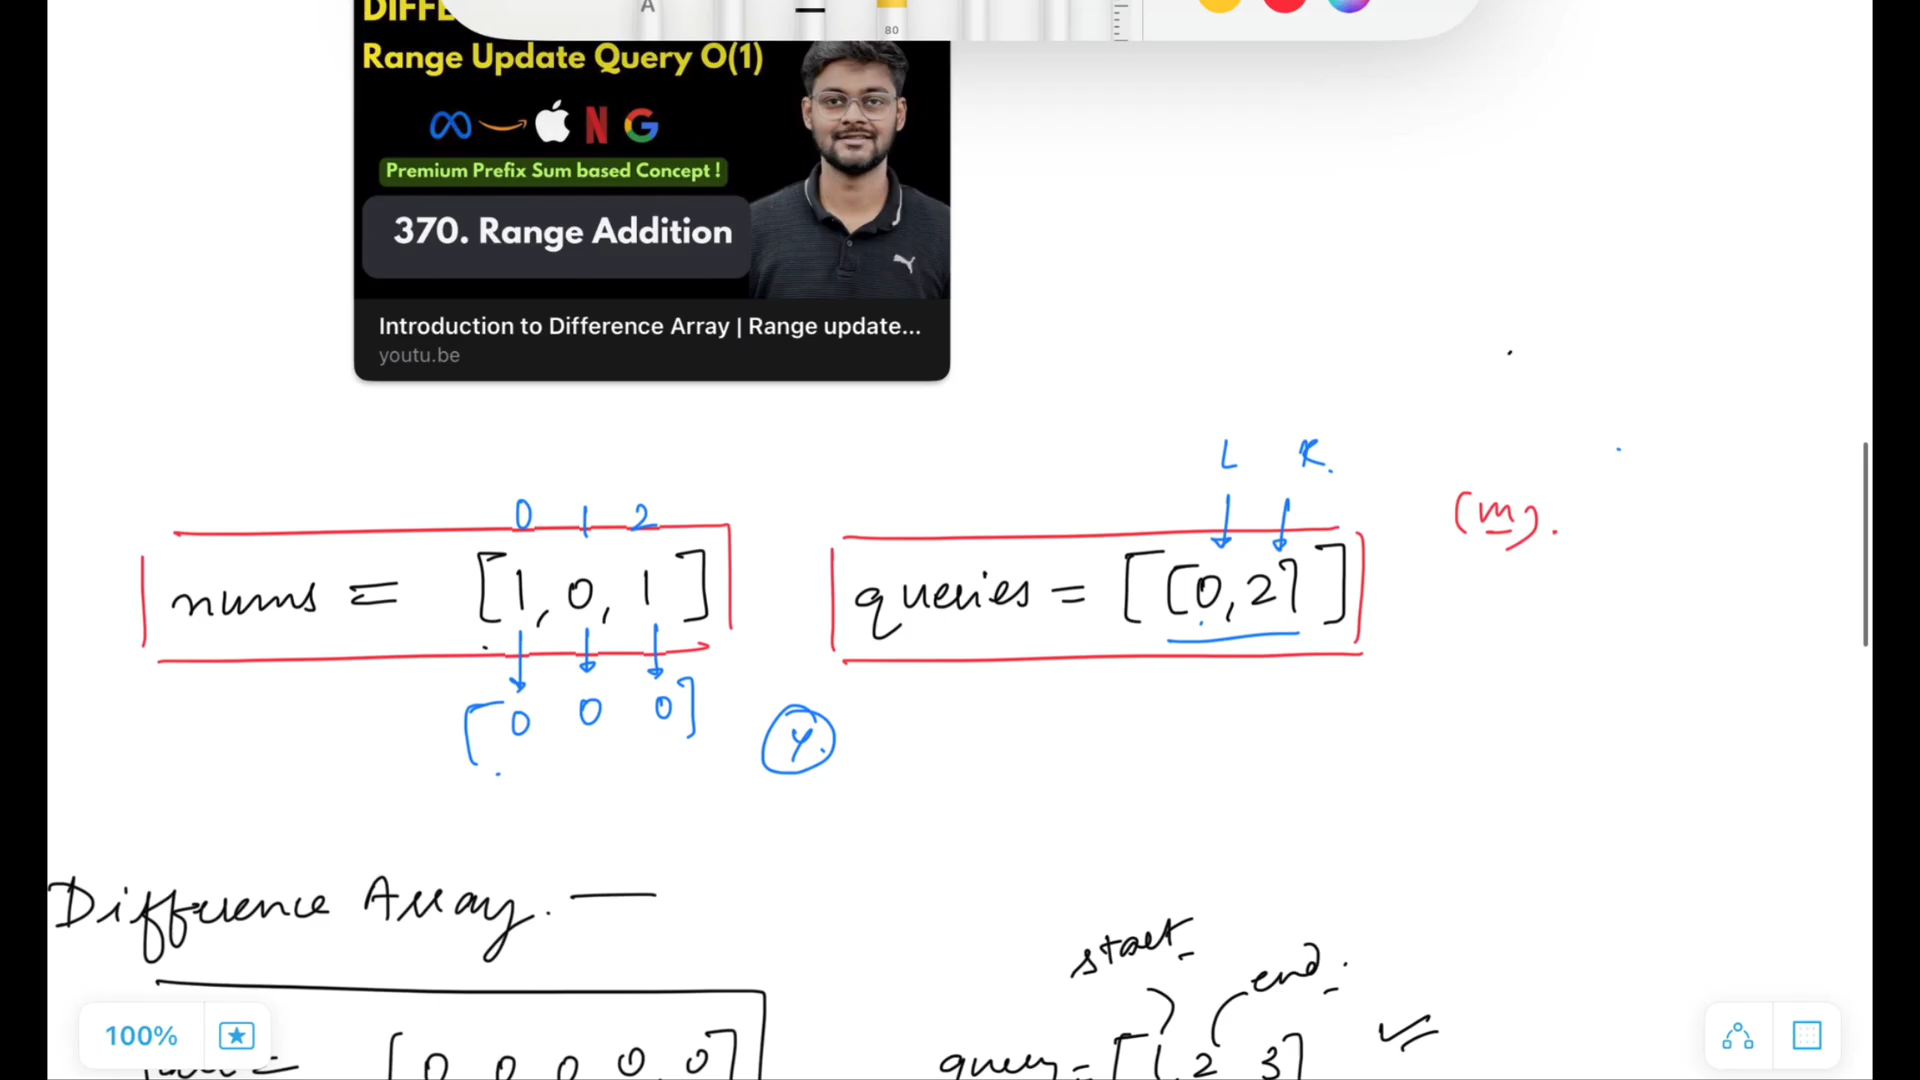 A
80
Range Update Query O(1)
N G
Premium Prefix Sum based Concept !
370. Range Addition
Introduction to Difference Array | Range update...
youtu.be
L R.
(m).
0 1 2
nums = [1, 0, 1]
queries = [[0,2]]
[0 0 0]
Difference Array. —
start
end.
[0 0 0 0, 0]
query = [1, 2 3]
100%